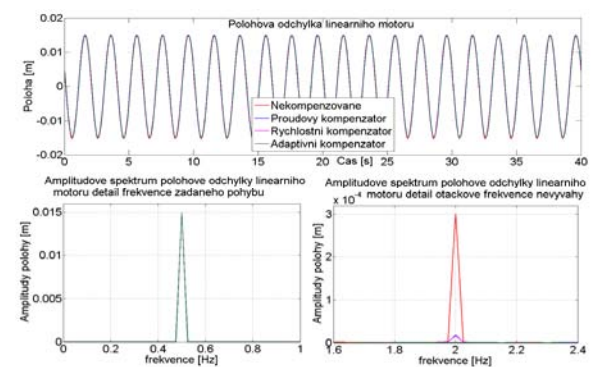 Polohova odchylka linearniho motoru
0.02
0.01
0
-0.01
-0.02
Poloha [m]
Nekompenzovane
Proudovy kompenzator
Rychlostni kompenzator
Adaptivni kompenzator
0 5 10 15 20 25 30 35 40
Cas [s]
Amplitudove spektrum polohove odchylky linearniho
motoru detail frekvence zadaneho pohybu
0.015
0.01
0.005
0
Amplitudy polohy [m]
0 0.2 0.4 0.6 0.8 1
frekvence [Hz]
Amplitudove spektrum polohove odchylky linearniho
x 10⁻⁴ motoru detail otackove frekvence nevyvahy
3
2
1
0
Amplitudy polohy [m]
1.6 1.8 2 2.2 2.4
frekvence [Hz]